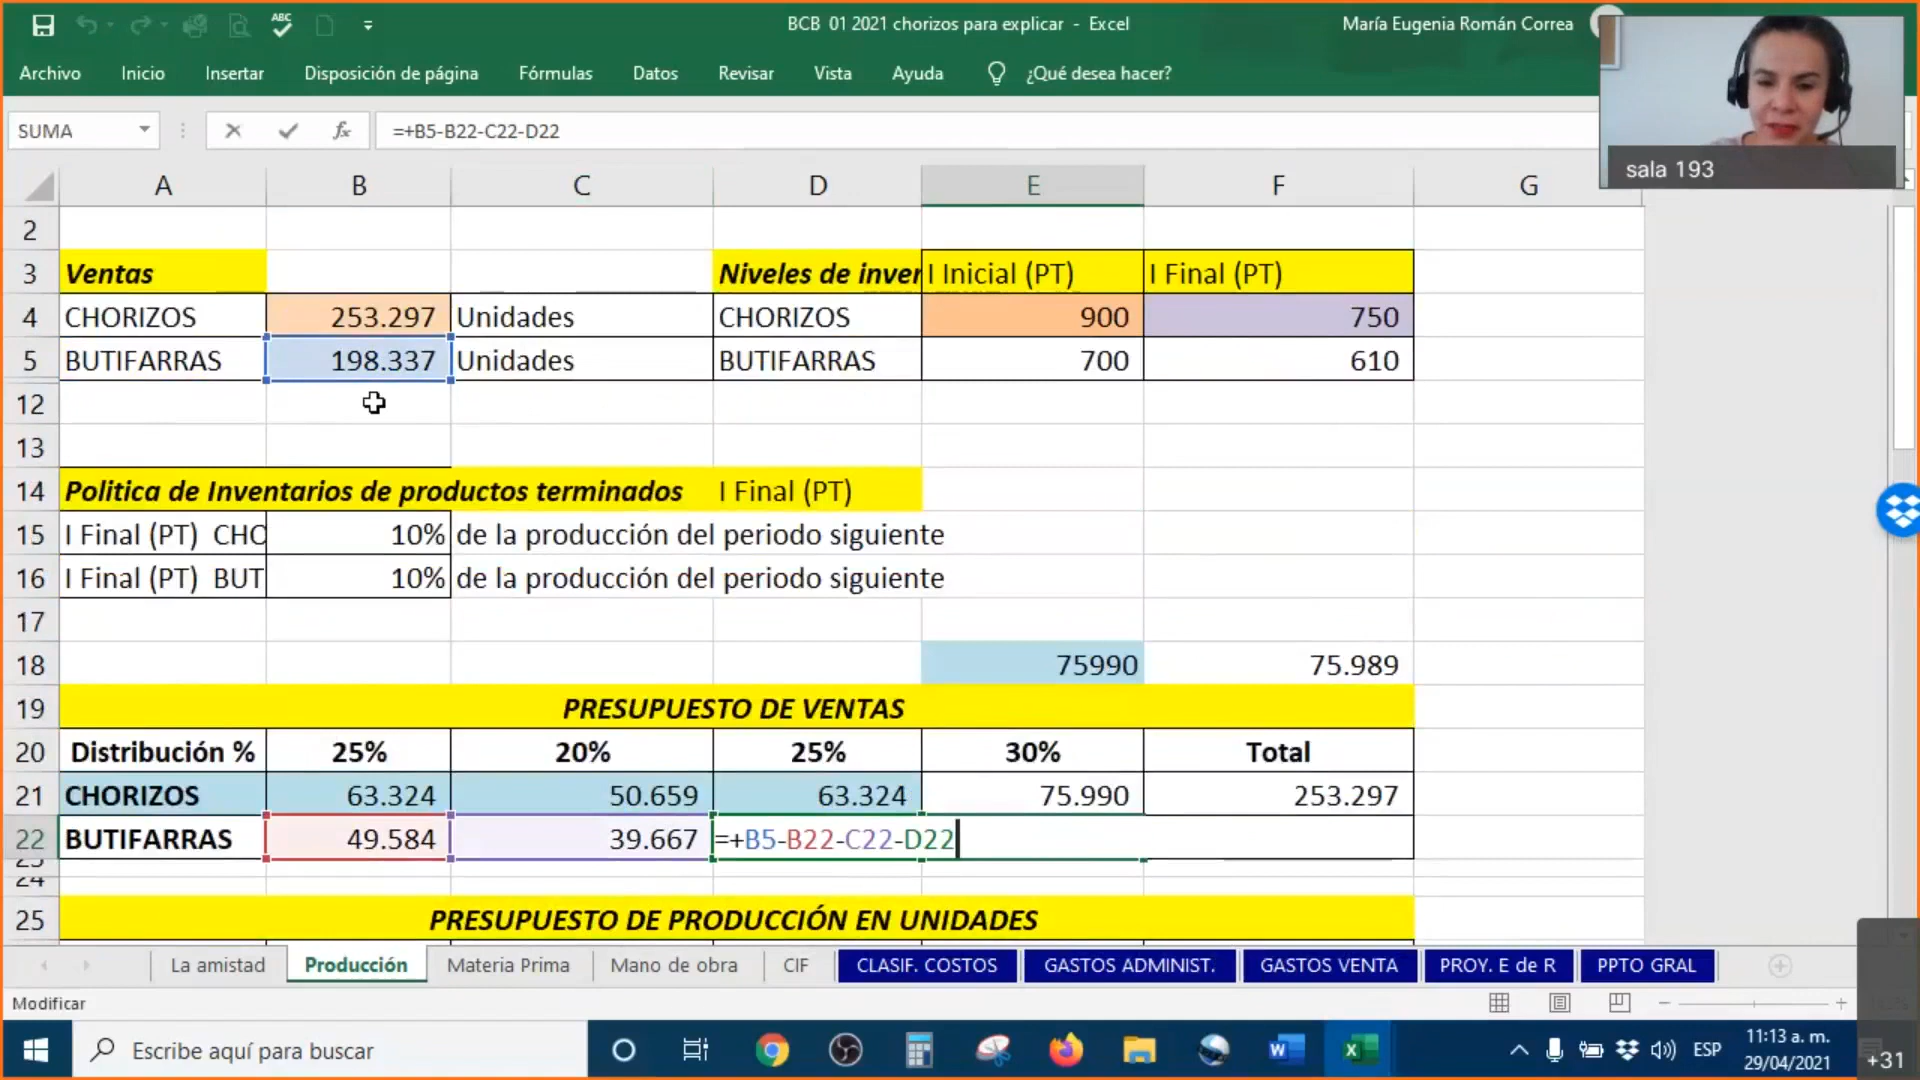 ABC
BCB 01 2021 chorizos para explicar - Excel
María Eugenia Román Correa
Archivo Inicio Insertar Disposición de página Fórmulas Datos Revisar Vista Ayuda ¿Qué desea hacer?
SUMA fx =+B5-B22-C22-D22
sala 193
A B C D E F G
2
3 Ventas Niveles de inver I Inicial (PT) I Final (PT)
4 CHORIZOS 253.297 Unidades CHORIZOS 900 750
5 BUTIFARRAS 198.337 Unidades BUTIFARRAS 700 610
12
13
14 Politica de Inventarios de productos terminados I Final (PT)
15 I Final (PT) CHO 10% de la producción del periodo siguiente
16 I Final (PT) BUT 10% de la producción del periodo siguiente
17
18 75990 75.989
19 PRESUPUESTO DE VENTAS
20 Distribución % 25% 20% 25% 30% Total
21 CHORIZOS 63.324 50.659 63.324 75.990 253.297
22 BUTIFARRAS 49.584 39.667 =+B5-B22-C22-D22
23
24
25 PRESUPUESTO DE PRODUCCIÓN EN UNIDADES
La amistad Producción Materia Prima Mano de obra CIF CLASIF. COSTOS GASTOS ADMINIST. GASTOS VENTA PROY. E de R PPTO GRAL
Modificar
Escribe aquí para buscar
ESP
11:13 a. m.
29/04/2021
+31